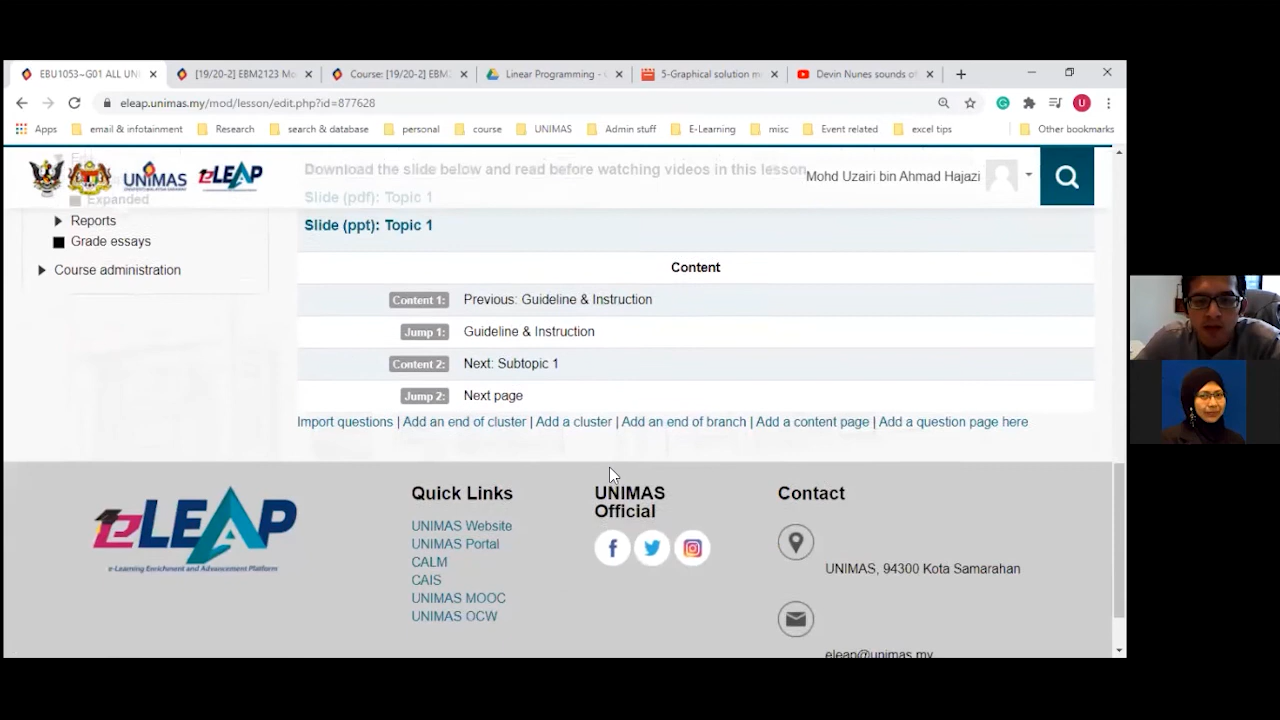 EBU1053~G01 ALL UNI
[19/20-2] EBM2123 Mo
Course: [19/20-2] EBM2
Linear Programming -
5-Graphical solution m
Devin Nunes sounds of
eleap.unimas.my/mod/lesson/edit.php?id=877628
U
Apps
email & infotainment
Research
search & database
personal
course
UNIMAS
Admin stuff
E-Learning
misc
Event related
excel tips
Other bookmarks
UNIMAS
eLEAP
Mohd Uzairi bin Ahmad Hajazi
Expanded
Reports
Grade essays
Course administration
Download the slide below and read before watching videos in this lesson
Slide (pdf): Topic 1
Slide (ppt): Topic 1
Content
Content 1: Previous: Guideline & Instruction
Jump 1: Guideline & Instruction
Content 2: Next: Subtopic 1
Jump 2: Next page
Import questions | Add an end of cluster | Add a cluster | Add an end of branch | Add a content page | Add a question page here
eLEAP
e-Learning Enrichment and Advancement Platform
Quick Links
UNIMAS Website
UNIMAS Portal
CALM
CAIS
UNIMAS MOOC
UNIMAS OCW
UNIMAS
Official
Contact
UNIMAS, 94300 Kota Samarahan
eleap@unimas.my